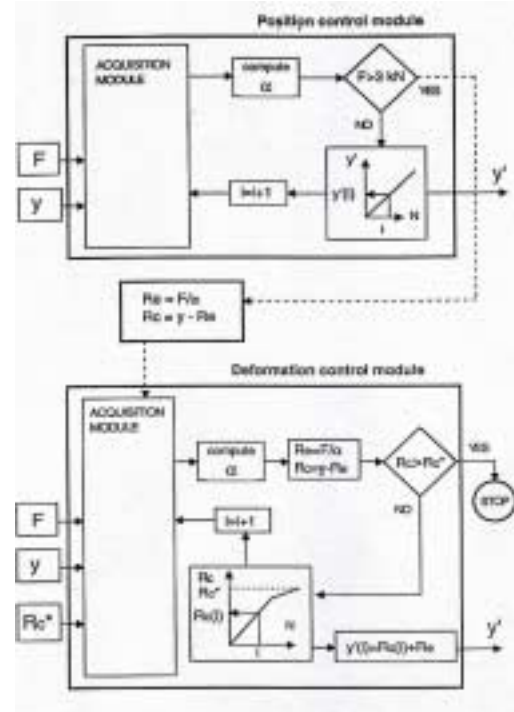 Position control module
ACQUISITION
MODULE
compute
α
F>3 kN
YES
NO
F
y
i=i+1
y'
y'(i)
N
i
y'
Re = F/α
Rc = y - Re
Deformation control module
ACQUISITION
MODULE
compute
α
Re=F/α
Rc=y-Re
Rc>Rc*
YES
STOP
NO
F
y
Rc*
i=i+1
Rc
Rc*
Rc(i)
N
i
y'(i)=Rc(i)+Re
y'